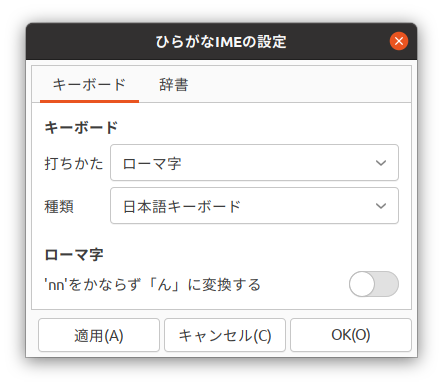 ひらがなIMEの設定
キーボード 辞書
キーボード
打ちかた ローマ字
種類 日本語キーボード
ローマ字
'nn'をかならず「ん」に変換する
適用(A) キャンセル(C) OK(O)